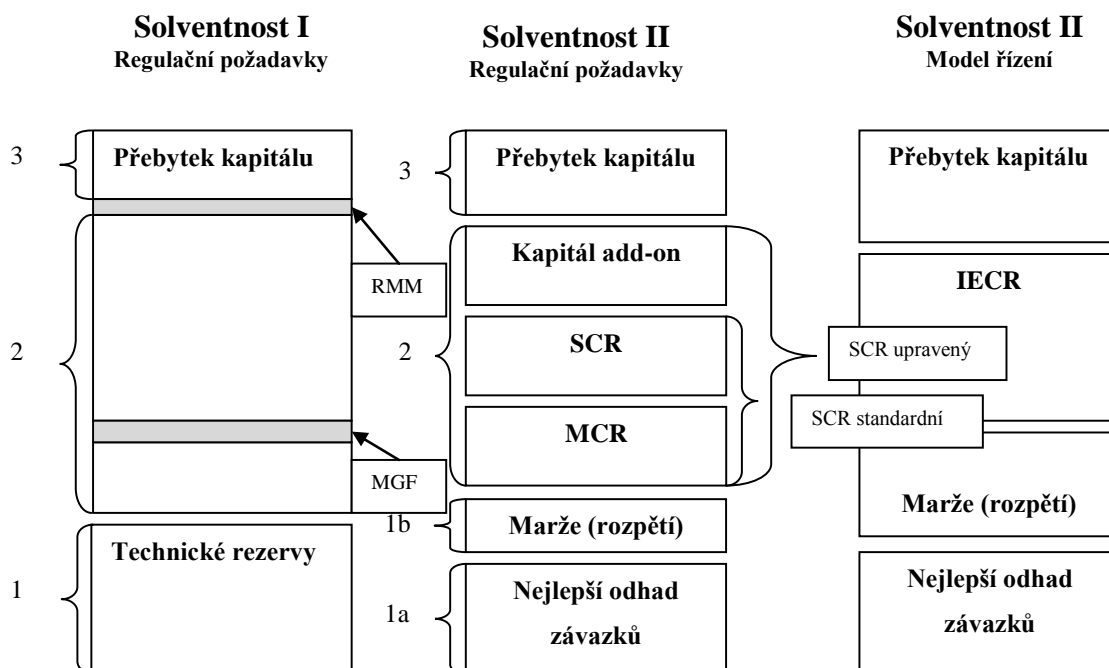 Solventnost I
Regulační požadavky
3
Přebytek kapitálu
RMM
2
MGF
1
Technické rezervy
Solventnost II
Regulační požadavky
3
Přebytek kapitálu
Kapitál add-on
2
SCR
MCR
1b
Marže (rozpětí)
1a
Nejlepší odhad
závazků
Solventnost II
Model řízení
Přebytek kapitálu
IECR
SCR upravený
SCR standardní
Marže (rozpětí)
Nejlepší odhad
závazků